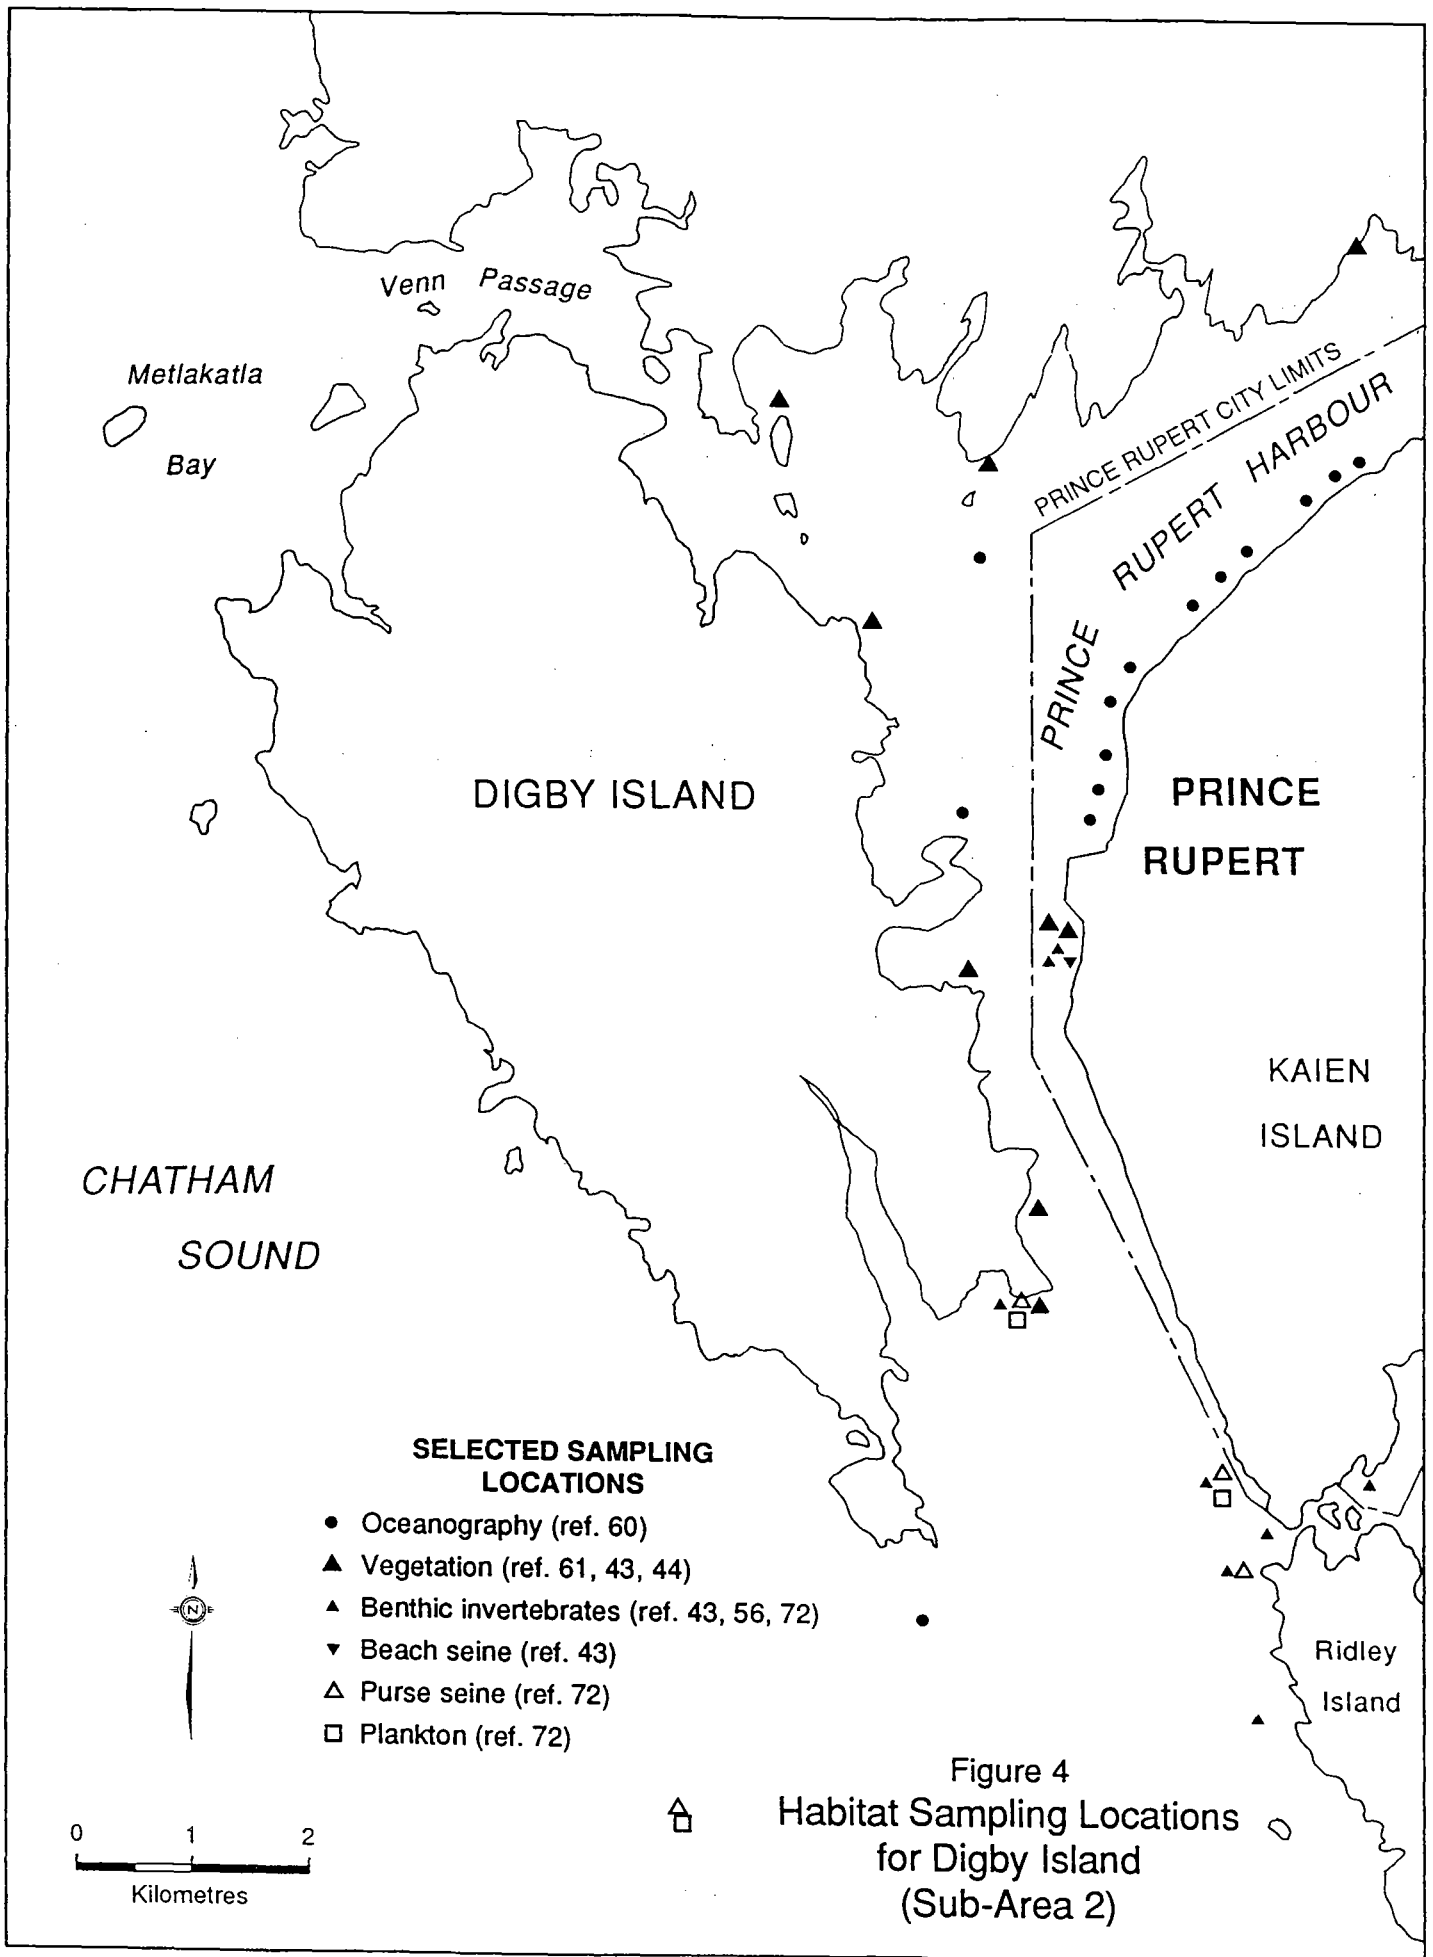 Venn Passage
Metlakatla
Bay
PRINCE RUPERT CITY LIMITS
PRINCE RUPERT HARBOUR
DIGBY ISLAND
PRINCE
RUPERT
KAIEN
ISLAND
CHATHAM
SOUND
SELECTED SAMPLING
LOCATIONS
Oceanography (ref. 60)
Vegetation (ref. 61, 43, 44)
Benthic invertebrates (ref. 43, 56, 72)
Beach seine (ref. 43)
Purse seine (ref. 72)
Plankton (ref. 72)
N
Ridley
Island
0 1 2
Kilometres
Figure 4
Habitat Sampling Locations
for Digby Island
(Sub-Area 2)